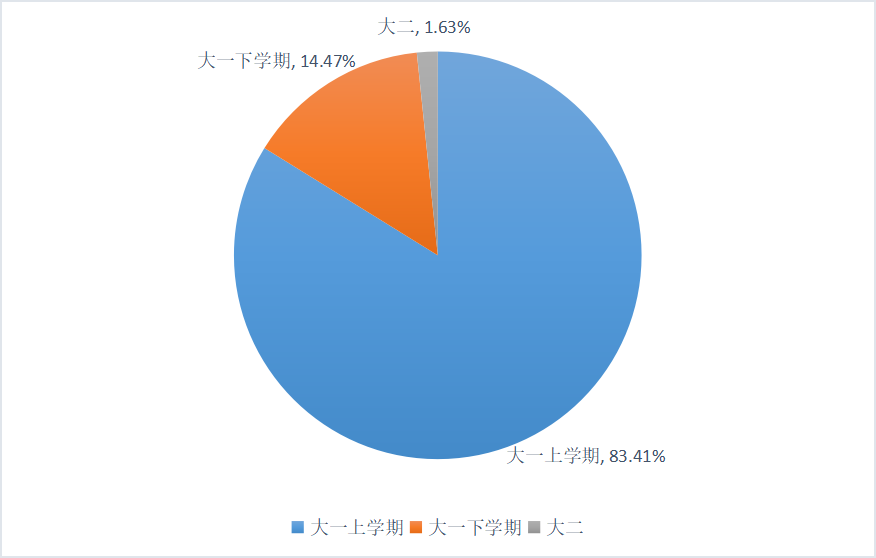 大二, 1.63%
大一下学期, 14.47%
大一上学期, 83.41%
大一上学期 大一下学期 大二